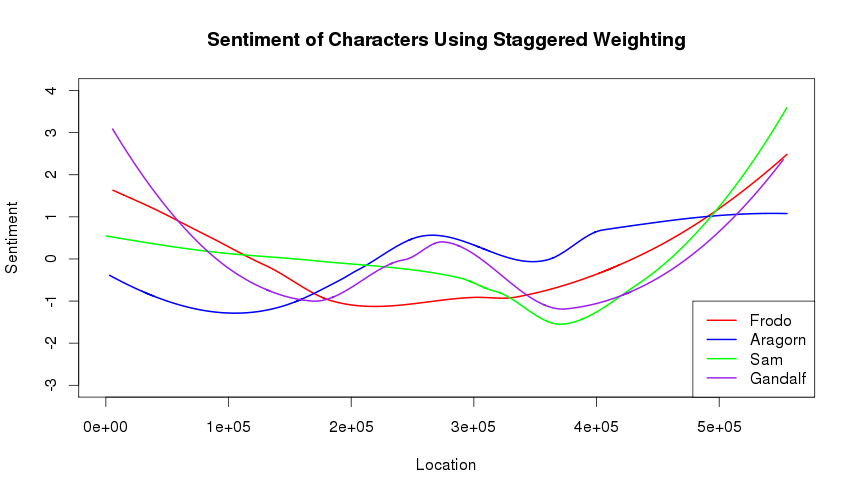 Sentiment of Characters Using Staggered Weighting
Sentiment
4
3
2
1
0
-1
-2
-3
0e+00 1e+05 2e+05 3e+05 4e+05 5e+05
Location
Frodo
Aragorn
Sam
Gandalf